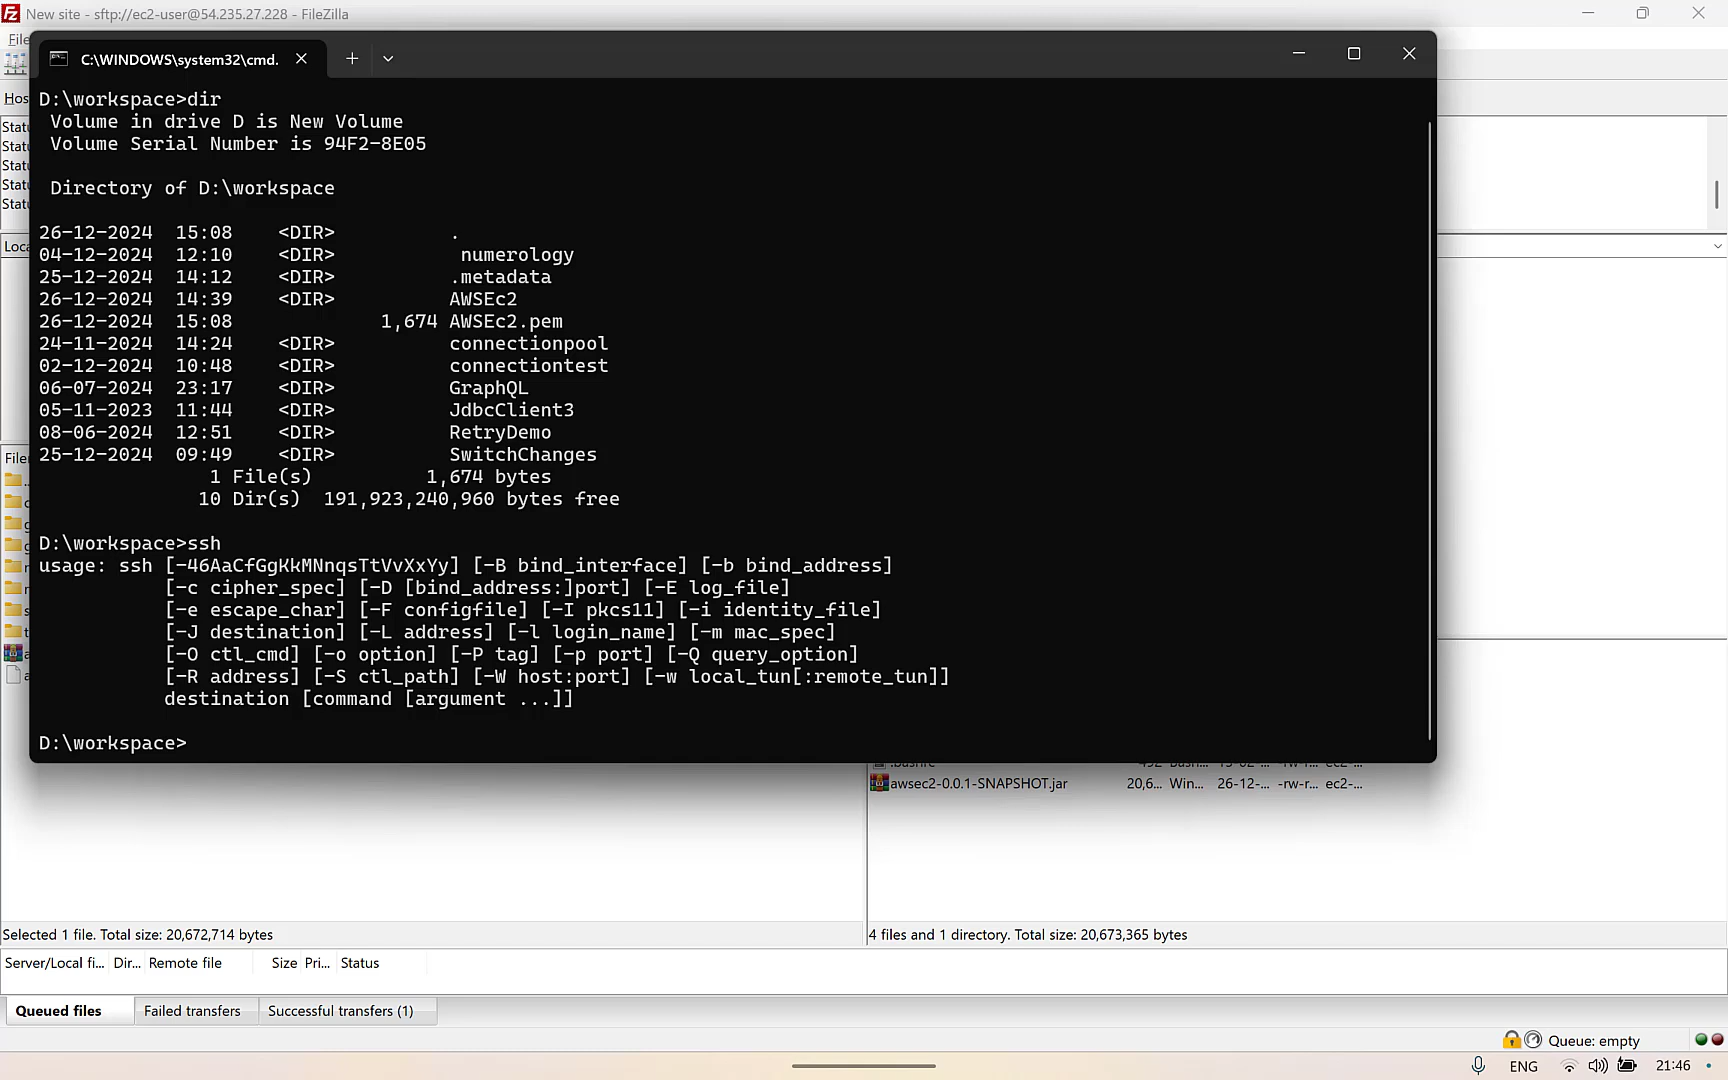 New site - sftp://ec2-user@54.235.27.228 - FileZilla
File
C:\WINDOWS\system32\cmd.
D:\workspace>dir
Volume in drive D is New Volume
Volume Serial Number is 94F2-8E05
Directory of D:\workspace
26-12-2024 15:08 <DIR> .
04-12-2024 12:10 <DIR> numerology
25-12-2024 14:12 <DIR> .metadata
26-12-2024 14:39 <DIR> AWSEc2
26-12-2024 15:08 1,674 AWSEc2.pem
24-11-2024 14:24 <DIR> connectionpool
02-12-2024 10:48 <DIR> connectiontest
06-07-2024 23:17 <DIR> GraphQL
05-11-2023 11:44 <DIR> JdbcClient3
08-06-2024 12:51 <DIR> RetryDemo
25-12-2024 09:49 <DIR> SwitchChanges
1 File(s) 1,674 bytes
10 Dir(s) 191,923,240,960 bytes free
D:\workspace>ssh
usage: ssh [-46AaCfGgKkMNnqsTtVvXxYy] [-B bind_interface] [-b bind_address]
[-c cipher_spec] [-D [bind_address:]port] [-E log_file]
[-e escape_char] [-F configfile] [-I pkcs11] [-i identity_file]
[-J destination] [-L address] [-l login_name] [-m mac_spec]
[-O ctl_cmd] [-o option] [-P tag] [-p port] [-Q query_option]
[-R address] [-S ctl_path] [-W host:port] [-w local_tun[:remote_tun]]
destination [command [argument ...]]
D:\workspace>
awsec2-0.0.1-SNAPSHOT.jar 20,6... Win... 26-12-... -rw-r... ec2-...
Selected 1 file. Total size: 20,672,714 bytes
4 files and 1 directory. Total size: 20,673,365 bytes
Server/Local fi... Dir... Remote file Size Pri... Status
Queued files Failed transfers Successful transfers (1)
Queue: empty
ENG 21:46